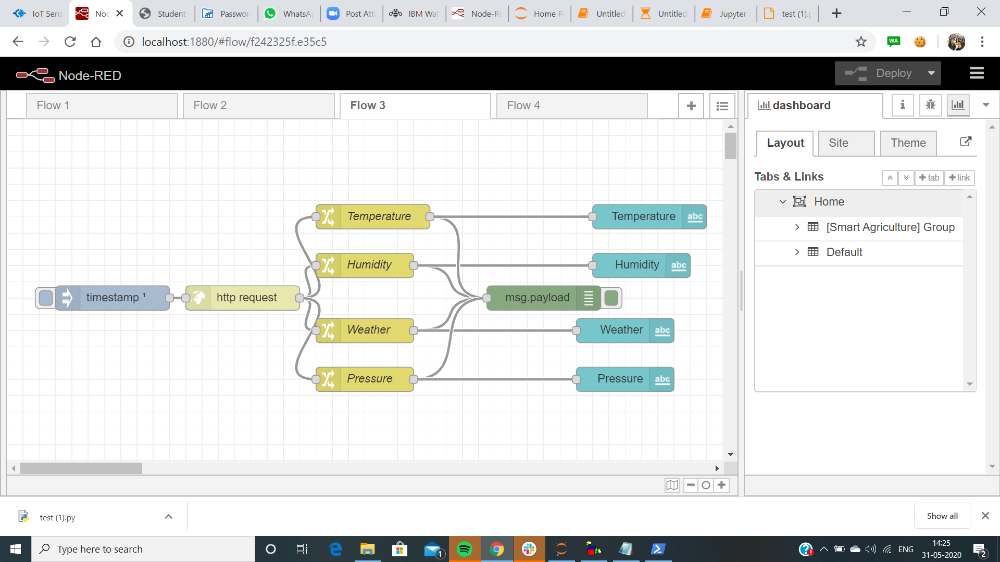 IoT Sens
Noc
Student
Passwor
WhatsA
Post Atte
IBM Wat
Node-RE
Home Pa
Untitled
Untitled
Jupyter
test (1).p
localhost:1880/#flow/f242325f.e35c5
WA
Node-RED
Deploy
Flow 1
Flow 2
Flow 3
Flow 4
dashboard
Layout
Site
Theme
Tabs & Links
tab
link
Home
[Smart Agriculture] Group
Default
Temperature
Temperature abc
Humidity
Humidity abc
timestamp ¹
http request
msg.payload
Weather
Weather abc
Pressure
Pressure abc
test (1).py
Show all
Type here to search
1
ENG
14:25
31-05-2020
2